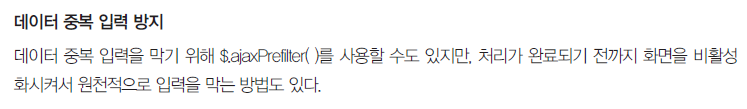 데이터 중복 입력 방지
데이터 중복 입력을 막기 위해 $.ajaxPrefilter( )를 사용할 수도 있지만, 처리가 완료되기 전까지 화면을 비활성
화시켜서 원천적으로 입력을 막는 방법도 있다.